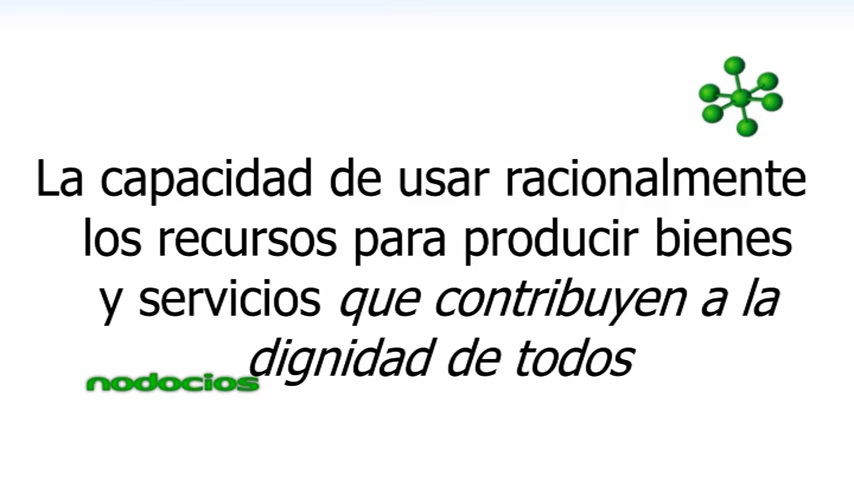 La capacidad de usar racionalmente
los recursos para producir bienes
y servicios que contribuyen a la
dignidad de todos
nodocios